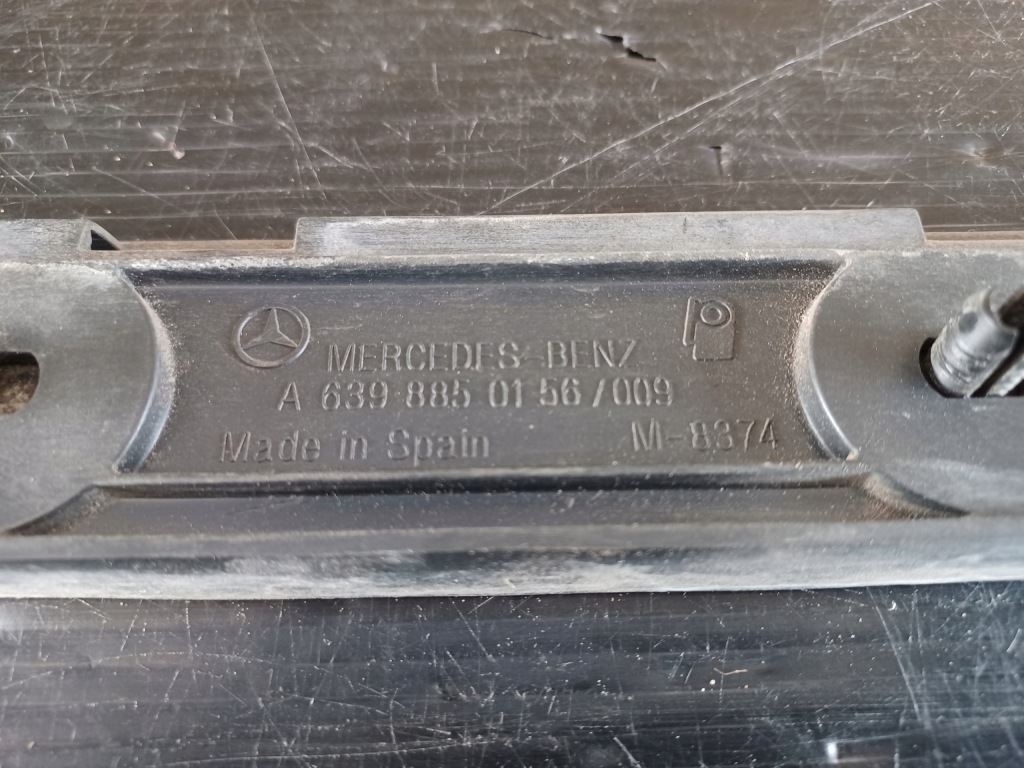 MERCEDES-BENZ
A 639 885 01 56 /009
Made in Spain M-8374